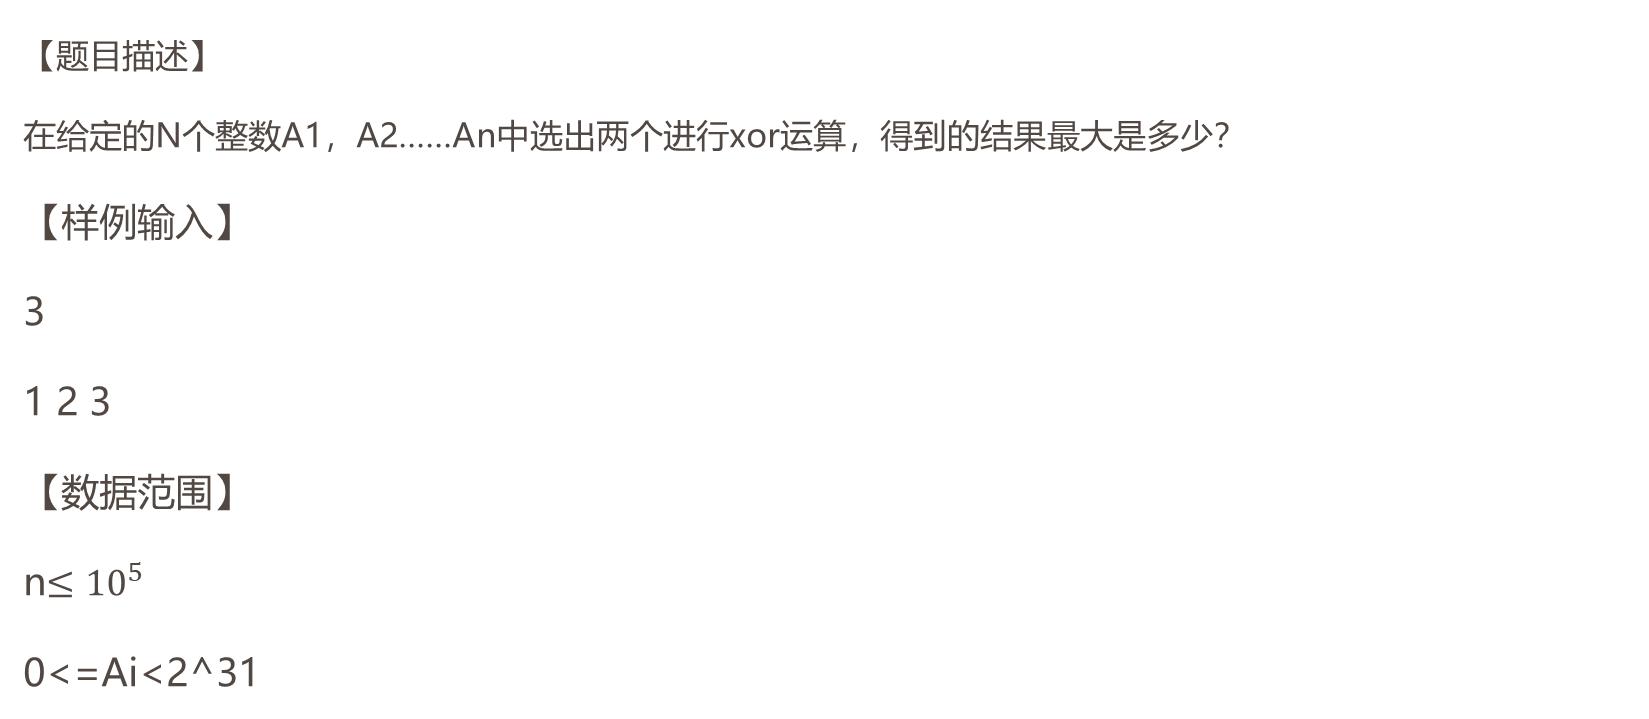 【题目描述】
在给定的N个整数A1，A2……An中选出两个进行xor运算，得到的结果最大是多少？
【样例输入】
3
1 2 3
【数据范围】
n≤ 10⁵
0<=Ai<2^31